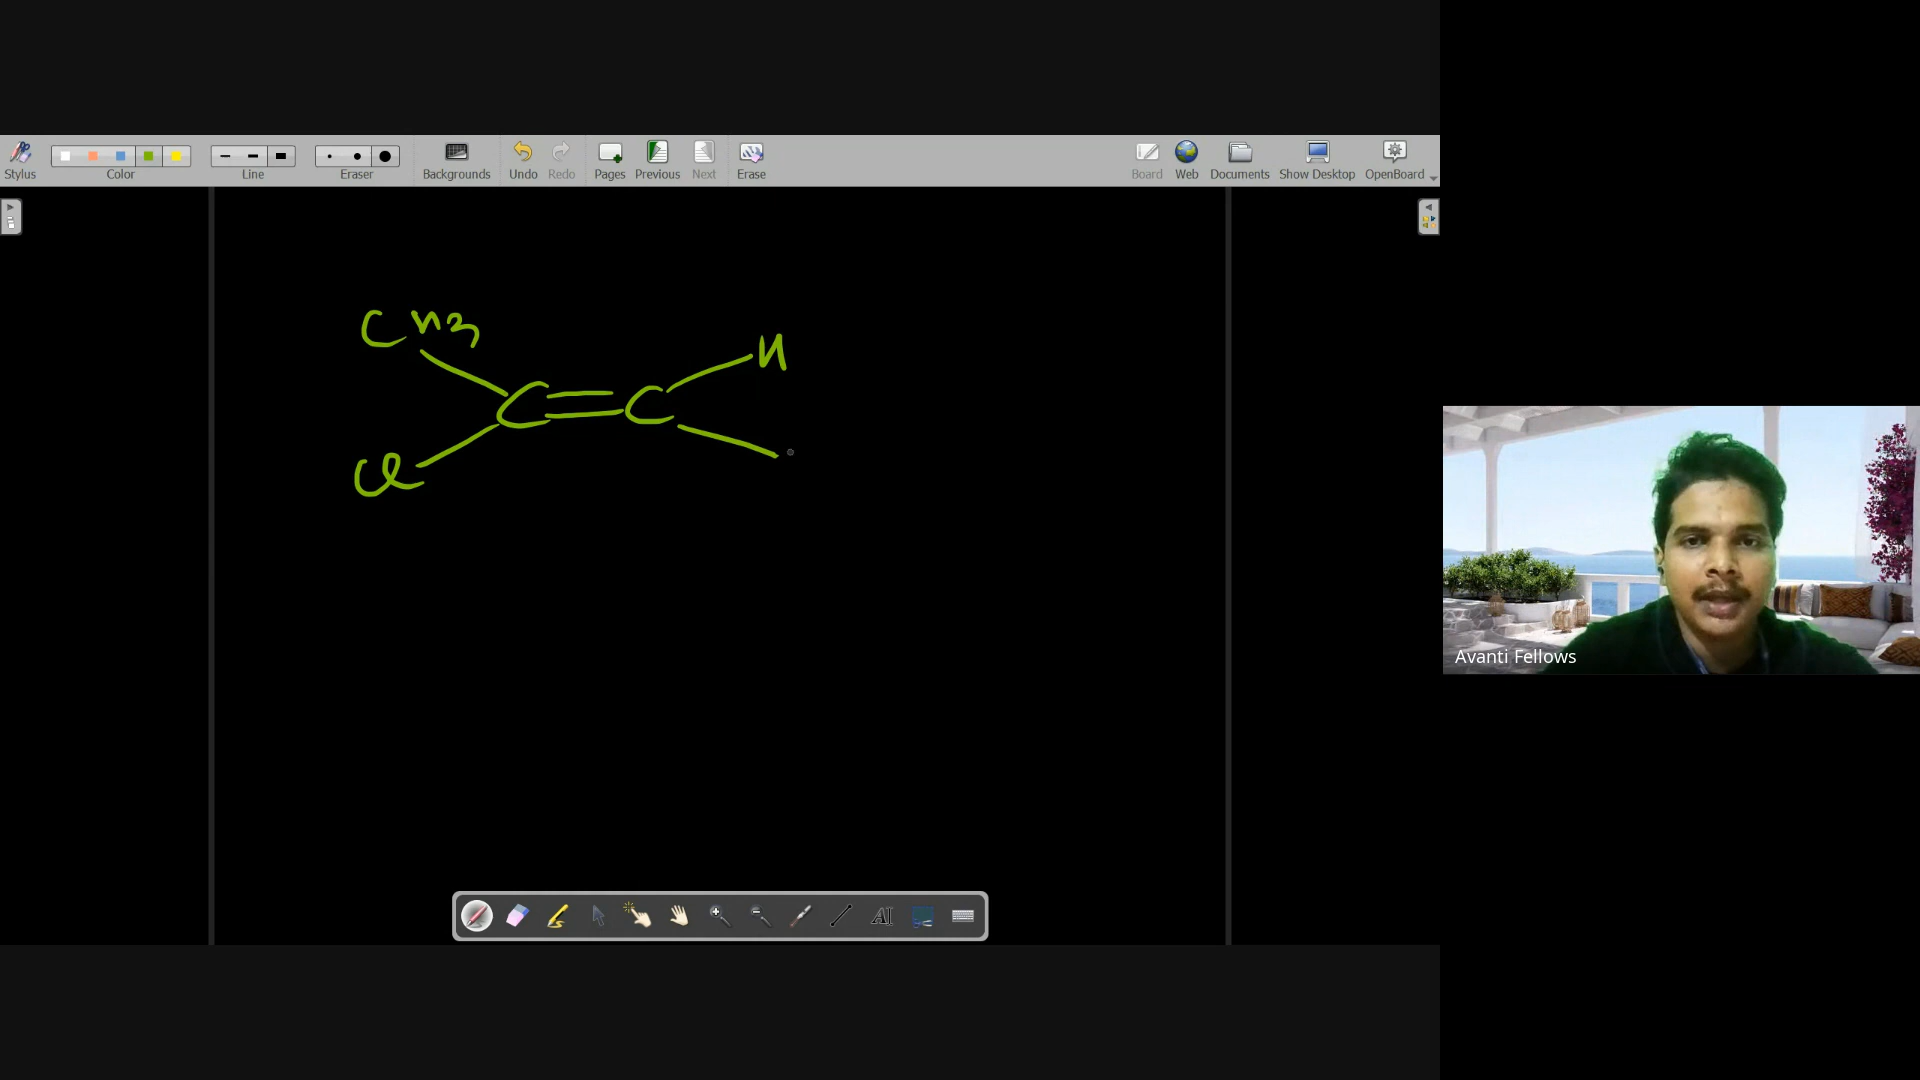 Stylus Color Line Eraser Backgrounds Undo Redo Pages Previous Next Erase Board Web Documents Show Desktop OpenBoard
CH3
H
C=C
Cl
AI
Avanti Fellows